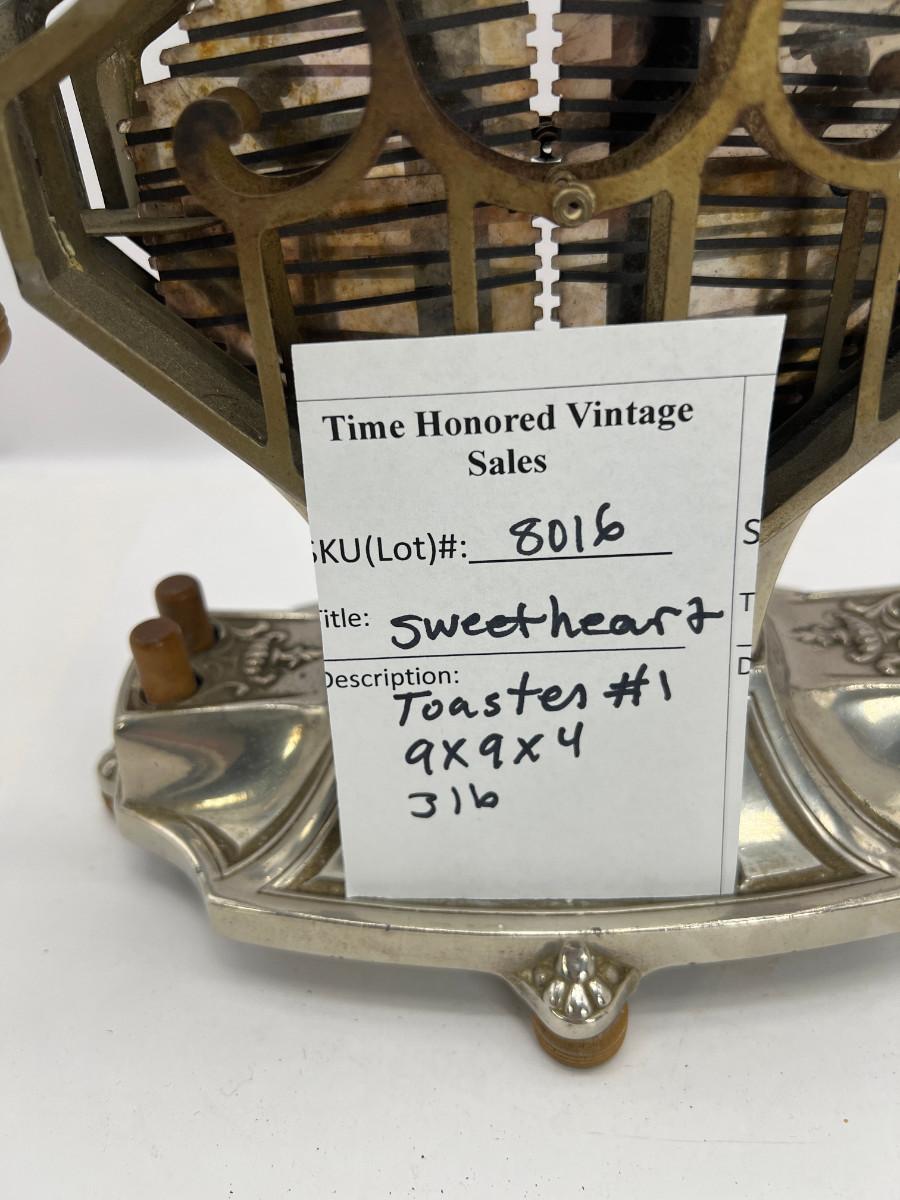 Time Honored Vintage
Sales
SKU(Lot)#: 8016
Title: sweetheart
Description:
Toaster #1
9x9x4
3lb
S
T
D